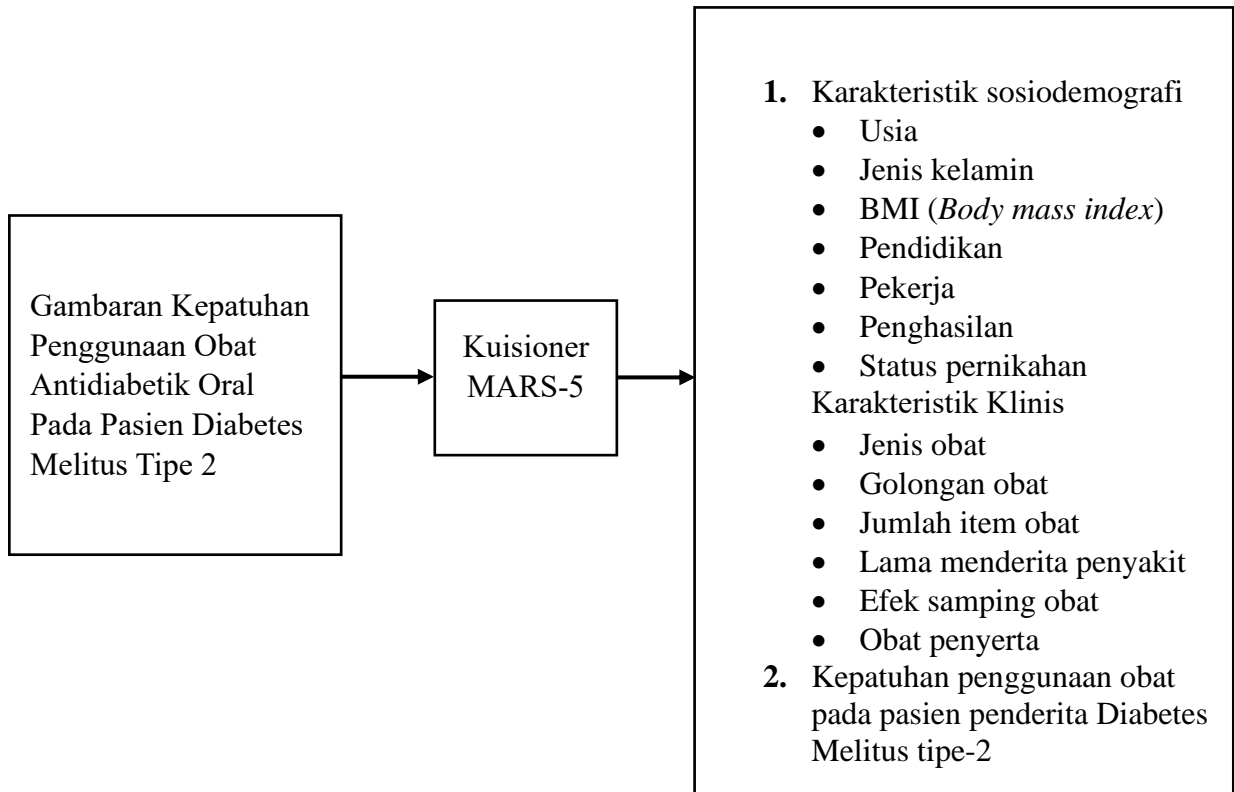 Gambaran Kepatuhan
Penggunaan Obat
Antidiabetik Oral
Pada Pasien Diabetes
Melitus Tipe 2
Kuisioner
MARS-5
1. Karakteristik sosiodemografi
• Usia
• Jenis kelamin
• BMI (Body mass index)
• Pendidikan
• Pekerja
• Penghasilan
• Status pernikahan
Karakteristik Klinis
• Jenis obat
• Golongan obat
• Jumlah item obat
• Lama menderita penyakit
• Efek samping obat
• Obat penyerta
2. Kepatuhan penggunaan obat
pada pasien penderita Diabetes
Melitus tipe-2